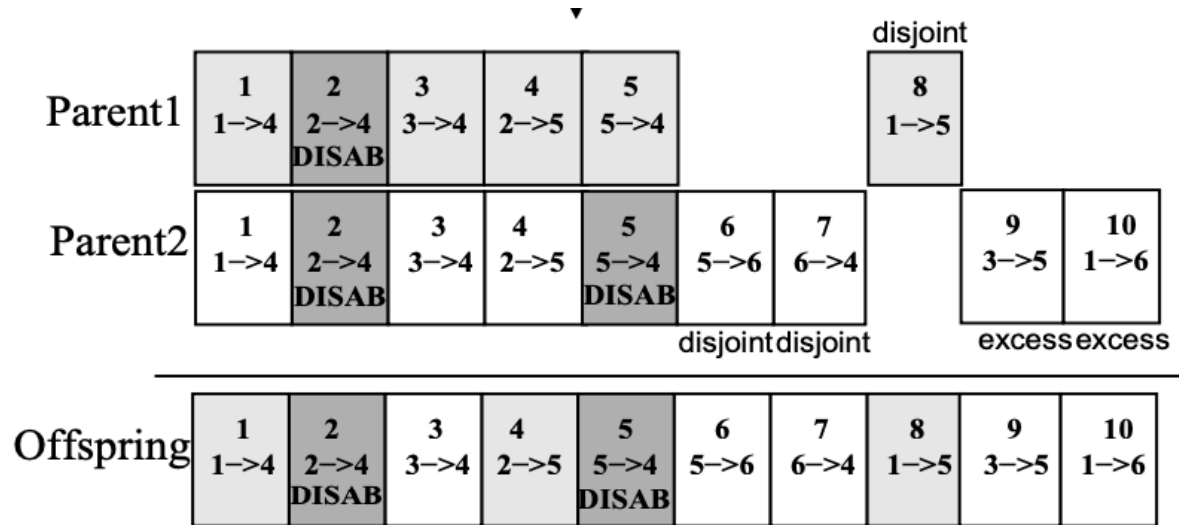 disjoint
Parent1
1 2 3 4 5 8
1−>4 2−>4 3−>4 2−>5 5−>4 1−>5
DISAB
Parent2
1 2 3 4 5 6 7 9 10
1−>4 2−>4 3−>4 2−>5 5−>4 5−>6 6−>4 3−>5 1−>6
DISAB DISAB
disjoint disjoint excess excess
Offspring
1 2 3 4 5 6 7 8 9 10
1−>4 2−>4 3−>4 2−>5 5−>4 5−>6 6−>4 1−>5 3−>5 1−>6
DISAB DISAB